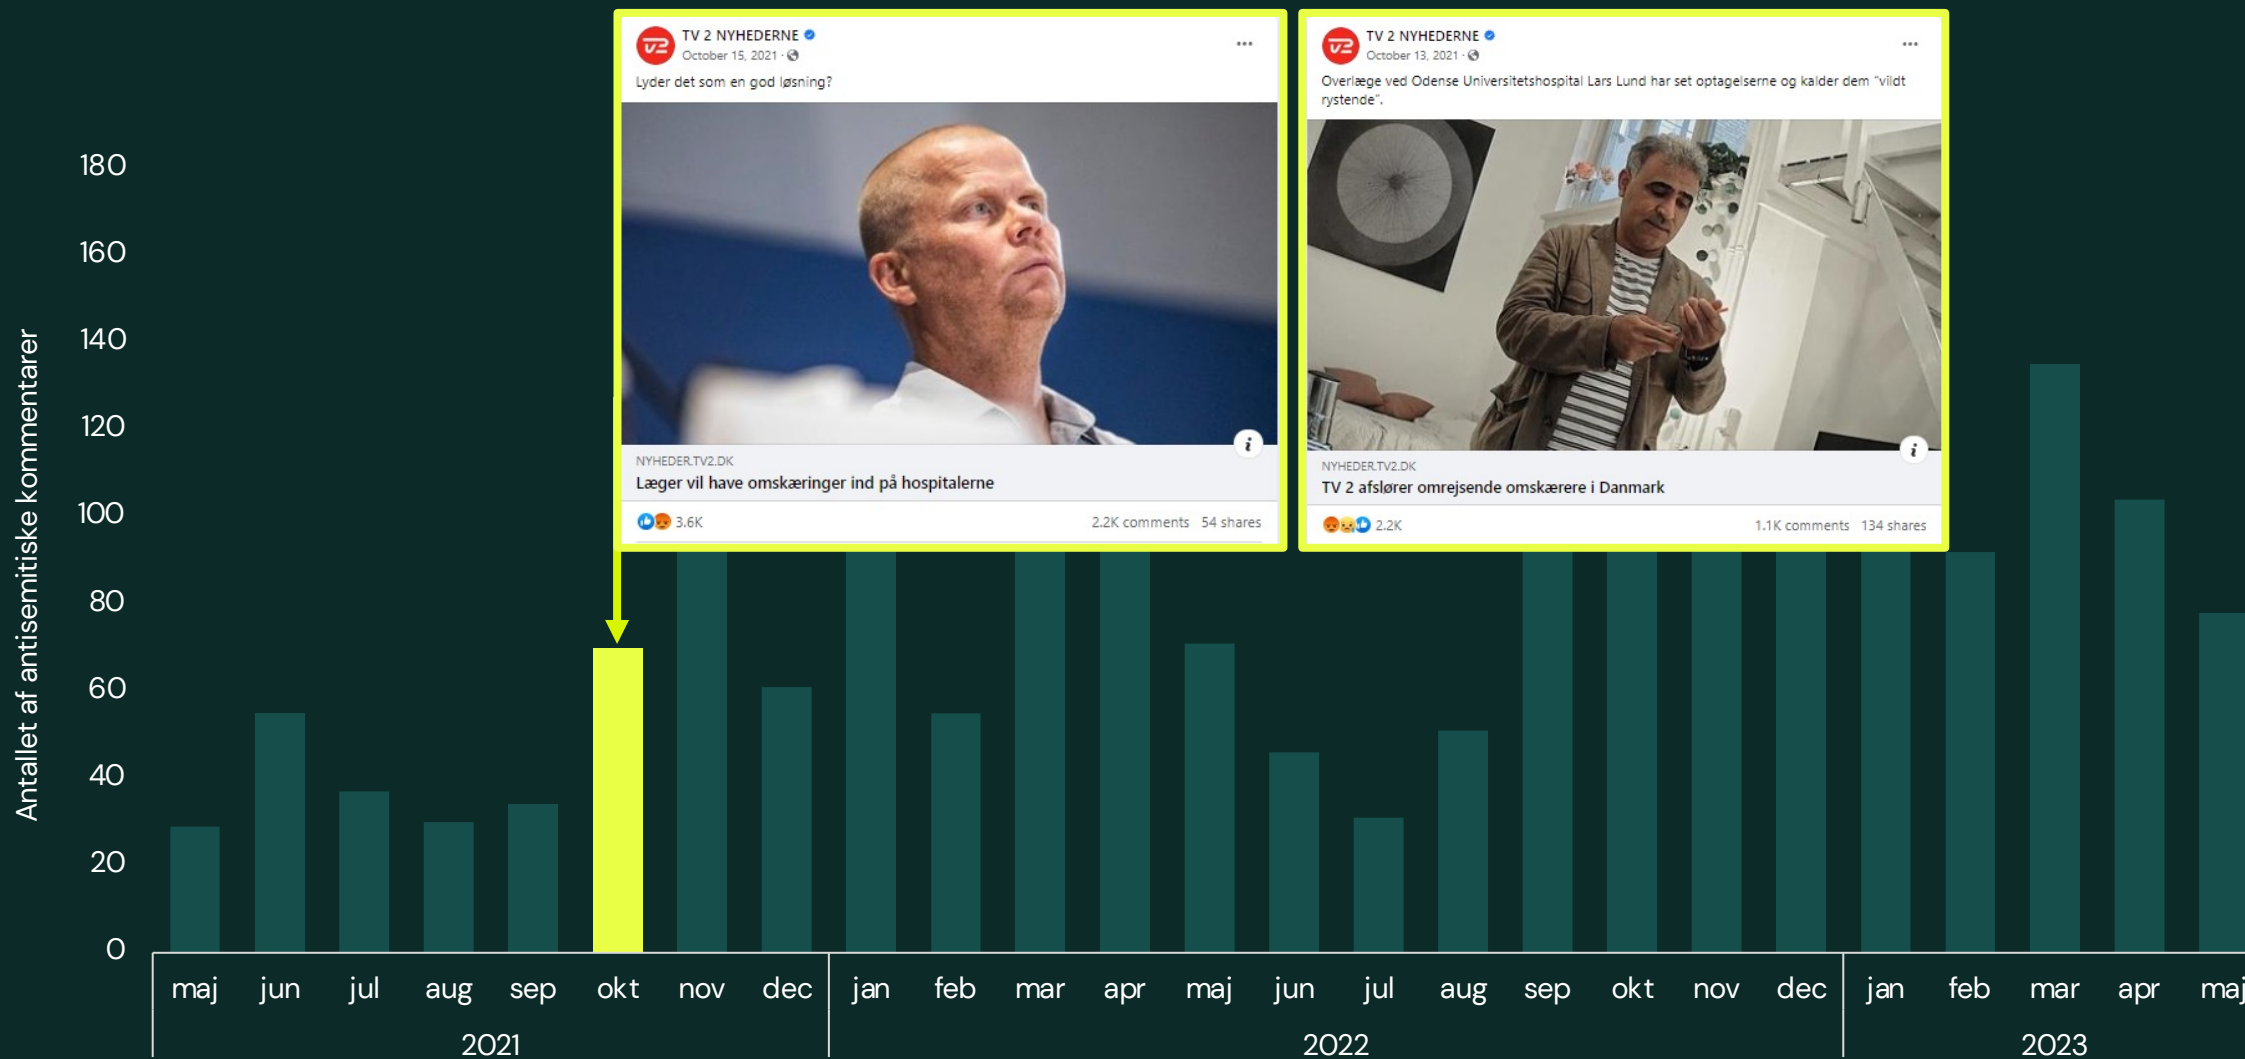 TV 2 NYHEDERNE
October 15, 2021 ·
Lyder det som en god løsning?
NYHEDER.TV2.DK
Læger vil have omskæringer ind på hospitalerne
3.6K 2.2K comments 54 shares
TV 2 NYHEDERNE
October 13, 2021 ·
Overlæge ved Odense Universitetshospital Lars Lund har set optagelserne og kalder dem "vildt
rystende".
NYHEDER.TV2.DK
TV 2 afslører omrejsende omskærere i Danmark
2.2K 1.1K comments 134 shares
Antallet af antisemitiske kommentarer
180
160
140
120
100
80
60
40
20
0
maj jun jul aug sep okt nov dec jan feb mar apr maj jun jul aug sep okt nov dec jan feb mar apr maj
2021 2022 2023